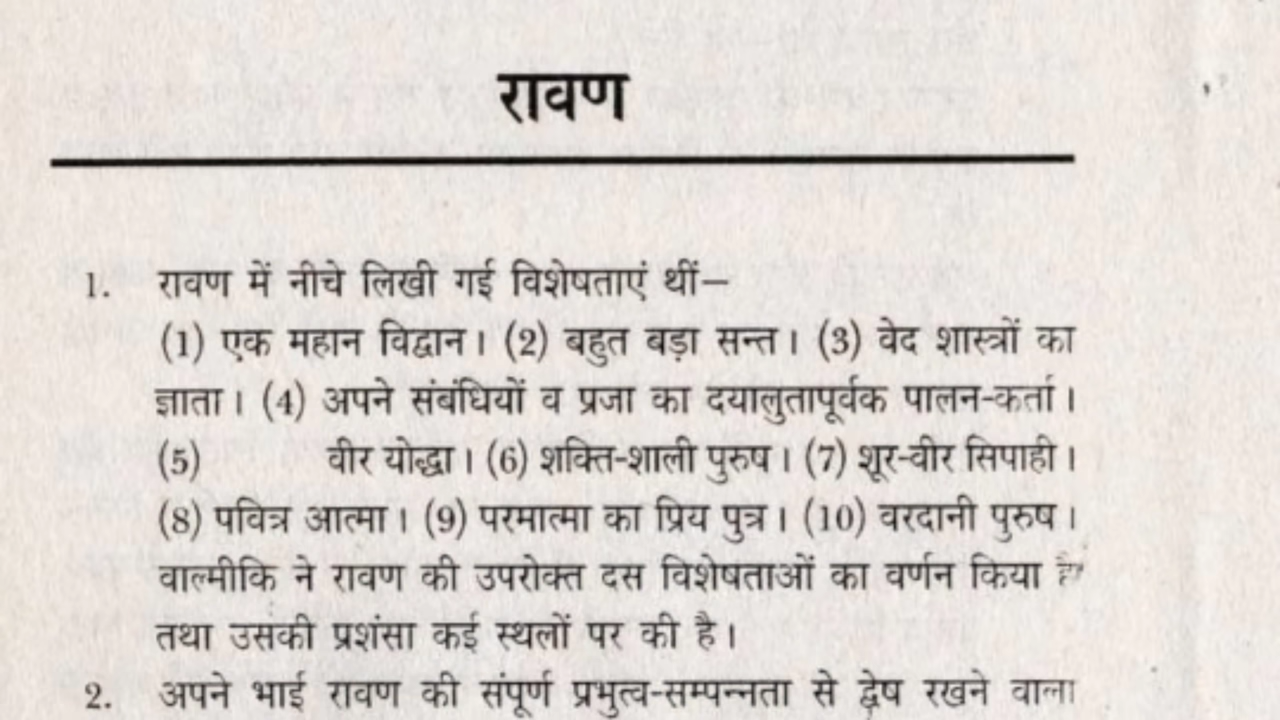 रावण
1. रावण में नीचे लिखी गई विशेषताएं थीं–
(1) एक महान विद्वान। (2) बहुत बड़ा सन्त। (3) वेद शास्त्रों का
ज्ञाता। (4) अपने संबंधियों व प्रजा का दयालुतापूर्वक पालन-कर्ता।
(5) वीर योद्धा। (6) शक्ति-शाली पुरुष। (7) शूर-वीर सिपाही।
(8) पवित्र आत्मा। (9) परमात्मा का प्रिय पुत्र। (10) वरदानी पुरुष।
वाल्मीकि ने रावण की उपरोक्त दस विशेषताओं का वर्णन किया है
तथा उसकी प्रशंसा कई स्थलों पर की है।
2. अपने भाई रावण की संपूर्ण प्रभुत्व-सम्पन्नता से द्वेष रखने वाला